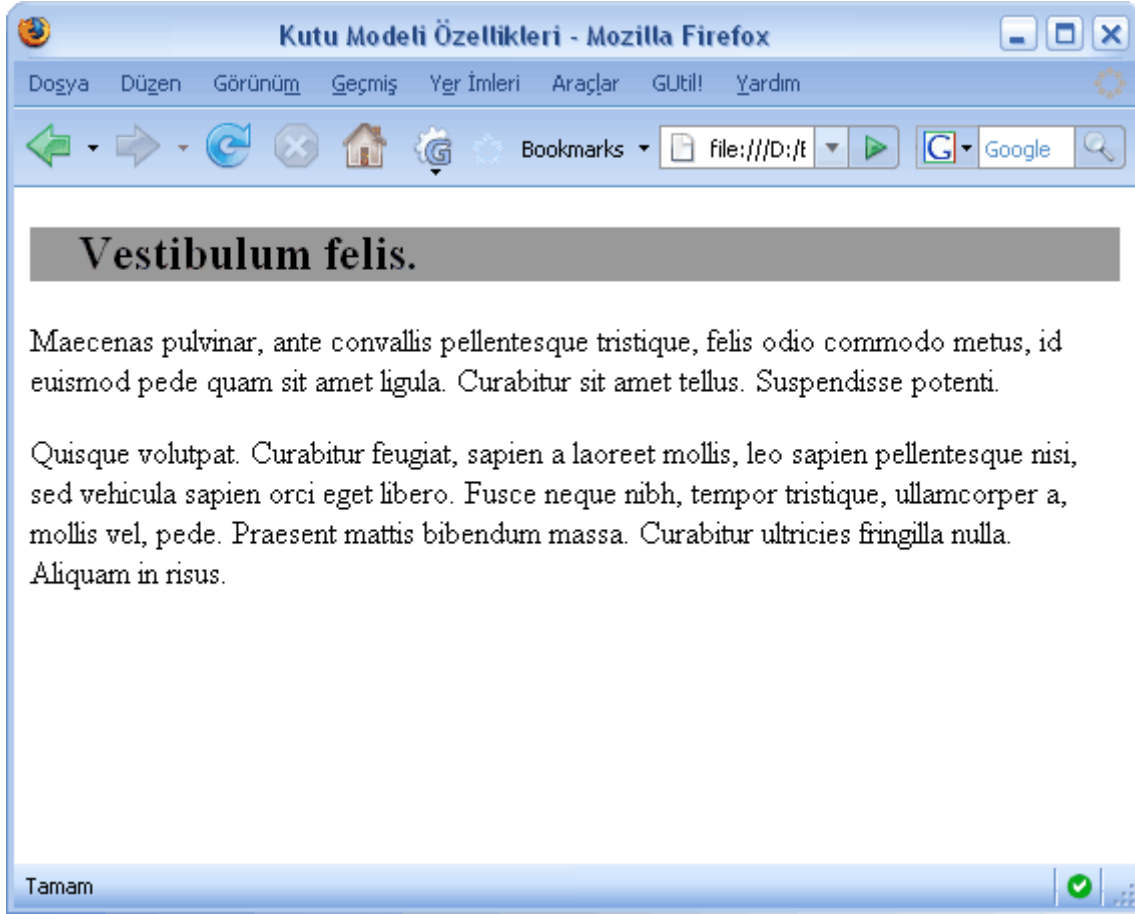 Kutu Modeli Özellikleri - Mozilla Firefox
Dosya Düzen Görünüm Geçmiş Yer İmleri Araçlar GUtil! Yardım
G Bookmarks file:///D:/E G Google
Vestibulum felis.
Maecenas pulvinar, ante convallis pellentesque tristique, felis odio commodo metus, id
euismod pede quam sit amet ligula. Curabitur sit amet tellus. Suspendisse potenti.
Quisque volutpat. Curabitur feugiat, sapien a laoreet mollis, leo sapien pellentesque nisi,
sed vehicula sapien orci eget libero. Fusce neque nibh, tempor tristique, ullamcorper a,
mollis vel, pede. Praesent mattis bibendum massa. Curabitur ultricies fringilla nulla.
Aliquam in risus.
Tamam